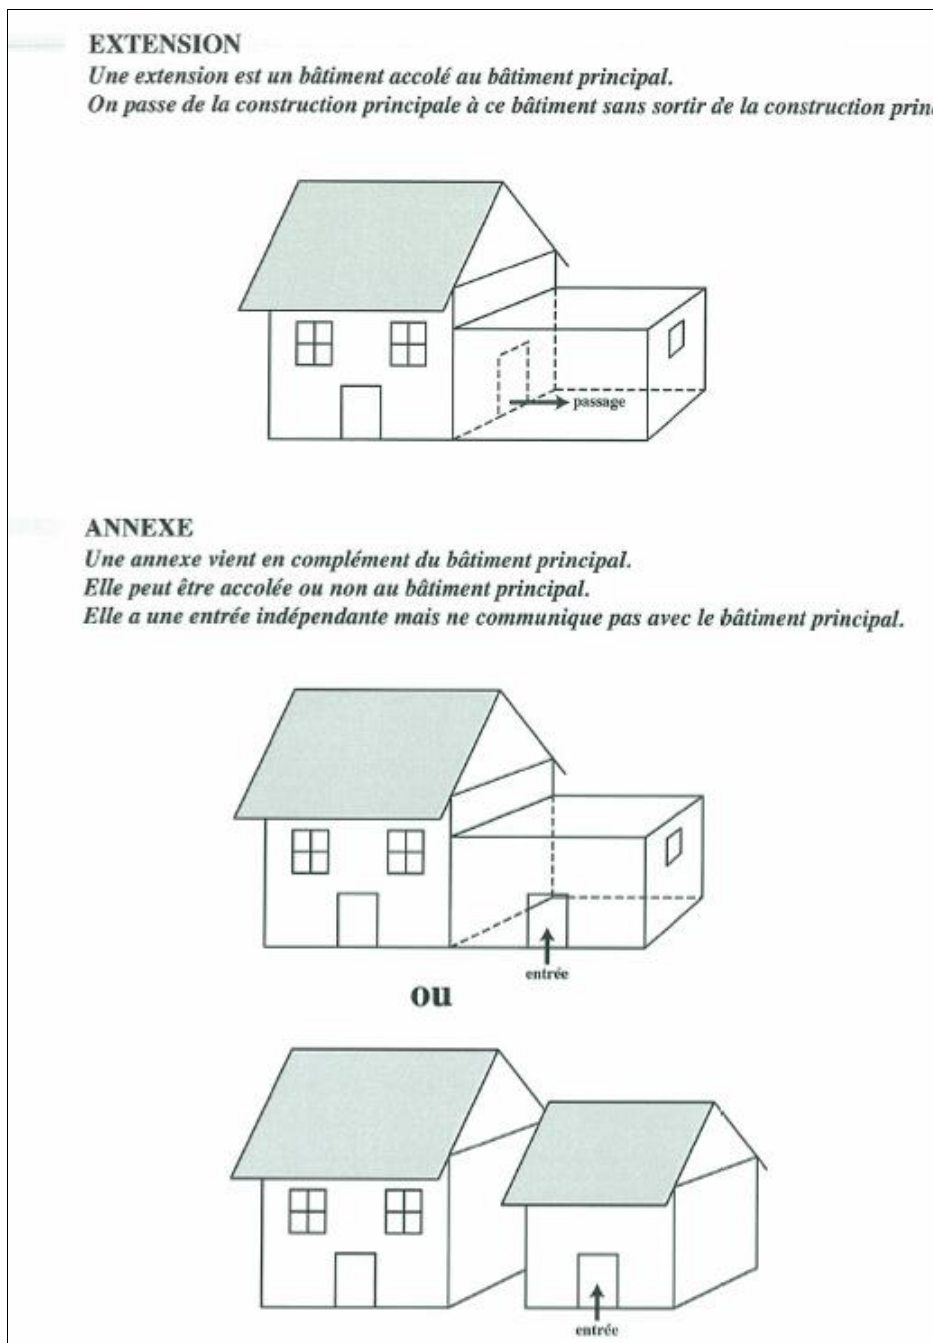 EXTENSION
Une extension est un bâtiment accolé au bâtiment principal.
On passe de la construction principale à ce bâtiment sans sortir de la construction
passage
ANNEXE
Une annexe vient en complément du bâtiment principal.
Elle peut être accolée ou non au bâtiment principal.
Elle a une entrée indépendante mais ne communique pas avec le bâtiment principal.
entrée
ou
entrée